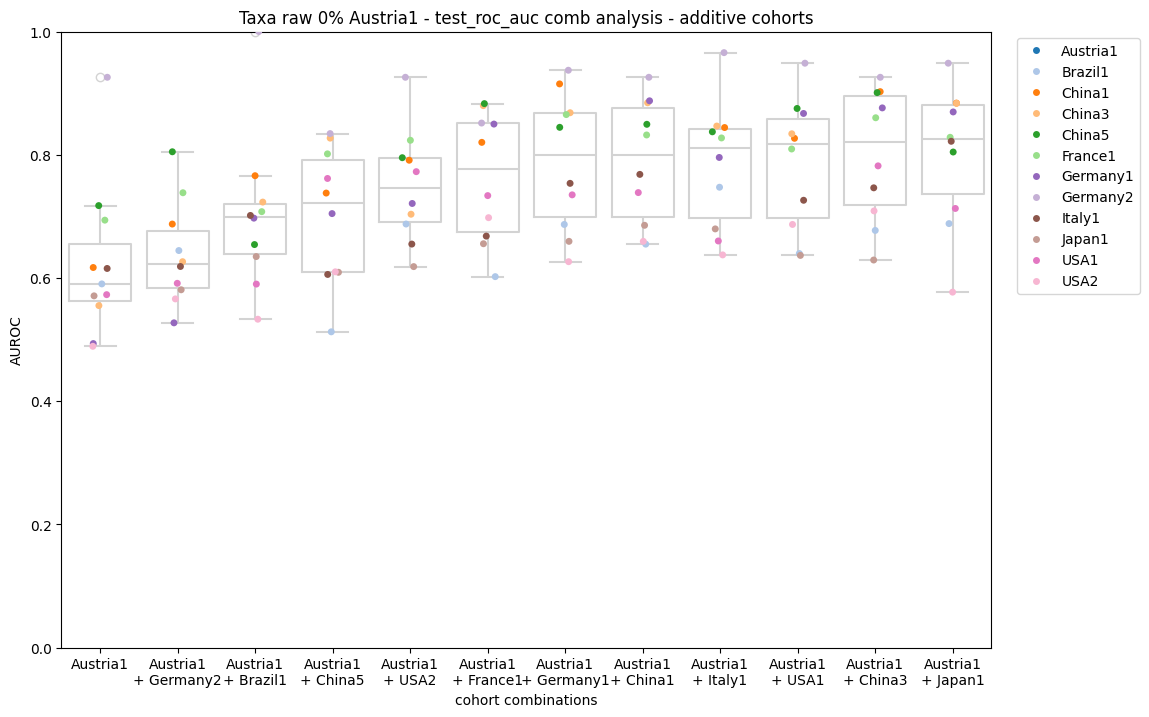 Taxa raw 0% Austria1 - test_roc_auc comb analysis - additive cohorts
AUROC
1.0
0.8
0.6
0.4
0.2
0.0
Austria1
Austria1
+ Germany2
Austria1
+ Brazil1
Austria1
+ China5
Austria1
+ USA2
Austria1
+ France1
Austria1
+ Germany1
Austria1
+ China1
Austria1
+ Italy1
Austria1
+ USA1
Austria1
+ China3
Austria1
+ Japan1
cohort combinations
Austria1
Brazil1
China1
China3
China5
France1
Germany1
Germany2
Italy1
Japan1
USA1
USA2